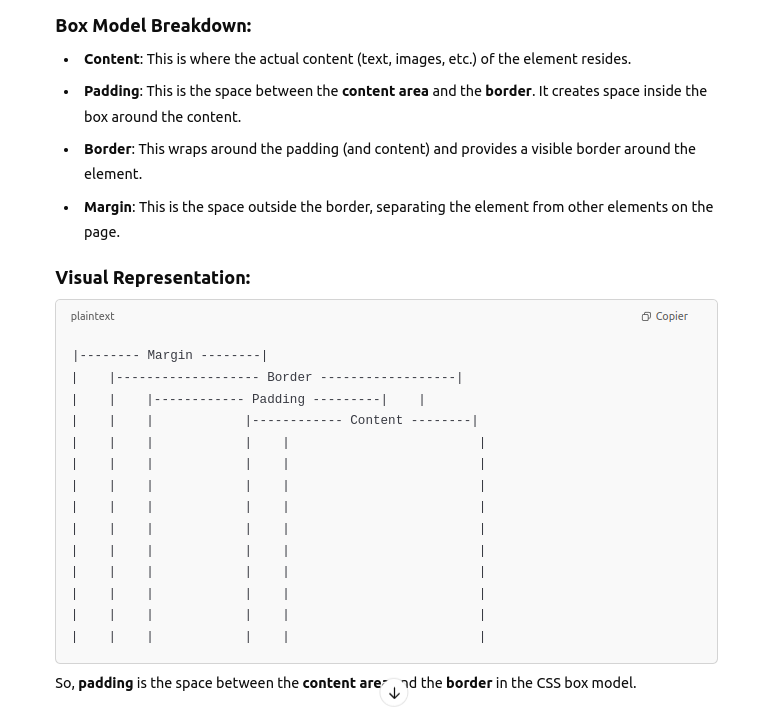 Box Model Breakdown:
• Content: This is where the actual content (text, images, etc.) of the element resides.
• Padding: This is the space between the content area and the border. It creates space inside the
box around the content.
• Border: This wraps around the padding (and content) and provides a visible border around the
element.
• Margin: This is the space outside the border, separating the element from other elements on the
page.
Visual Representation:
plaintext Copier
|-------- Margin --------|
|    |------------------- Border ------------------|
|    |    |------------ Padding ---------|    |
|    |    |            |------------ Content --------|
|    |    |            |    |                          |
|    |    |            |    |                          |
|    |    |            |    |                          |
|    |    |            |    |                          |
|    |    |            |    |                          |
|    |    |            |    |                          |
|    |    |            |    |                          |
|    |    |            |    |                          |
|    |    |            |    |                          |
|    |    |            |    |                          |
So, padding is the space between the content area and the border in the CSS box model.